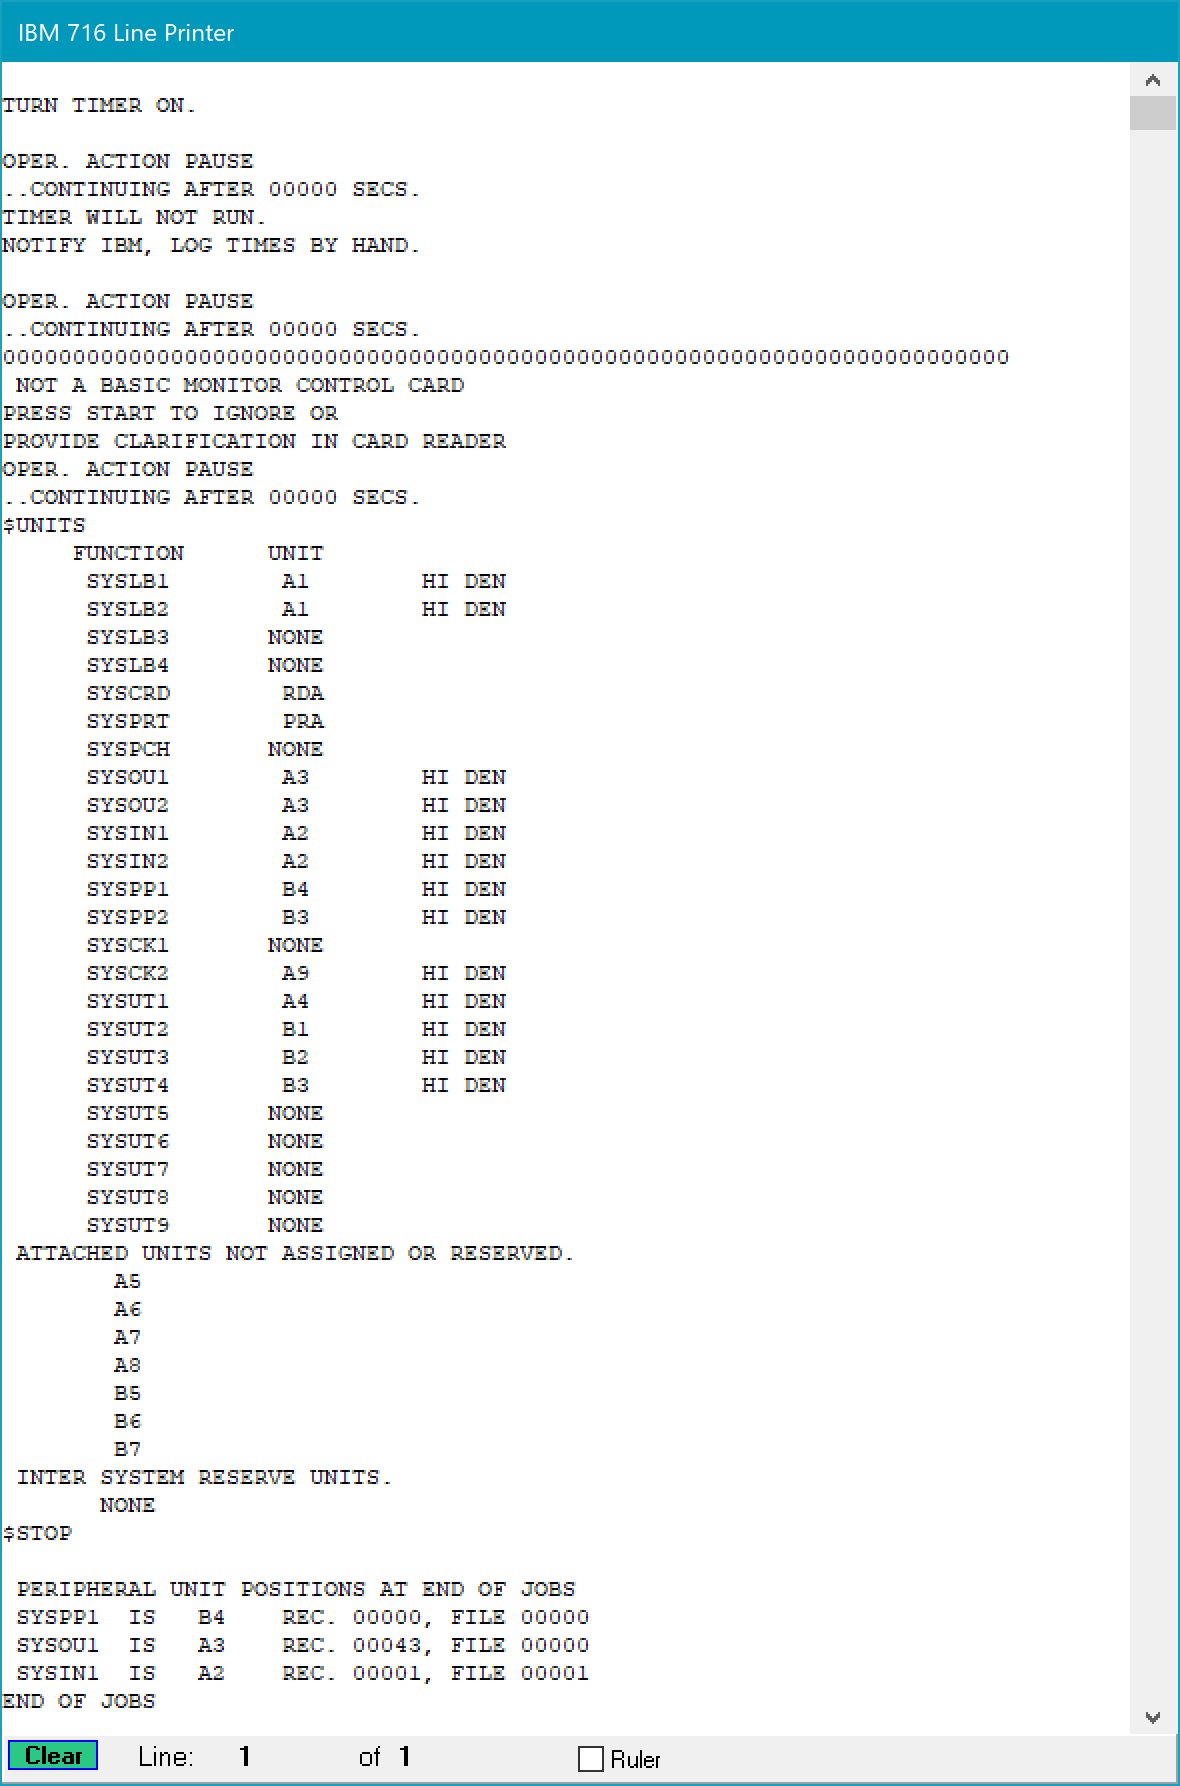 IBM 716 Line Printer
TURN TIMER ON.
OPER. ACTION PAUSE
..CONTINUING AFTER 00000 SECS.
TIMER WILL NOT RUN.
NOTIFY IBM, LOG TIMES BY HAND.
OPER. ACTION PAUSE
..CONTINUING AFTER 00000 SECS.
000000000000000000000000000000000000000000000000000000000000000000000000
NOT A BASIC MONITOR CONTROL CARD
PRESS START TO IGNORE OR
PROVIDE CLARIFICATION IN CARD READER
OPER. ACTION PAUSE
..CONTINUING AFTER 00000 SECS.
$UNITS
FUNCTION UNIT
SYSLB1 A1 HI DEN
SYSLB2 A1 HI DEN
SYSLB3 NONE
SYSLB4 NONE
SYSCRD RDA
SYSPRT PRA
SYSPCH NONE
SYSOU1 A3 HI DEN
SYSOU2 A3 HI DEN
SYSIN1 A2 HI DEN
SYSIN2 A2 HI DEN
SYSPP1 B4 HI DEN
SYSPP2 B3 HI DEN
SYSCK1 NONE
SYSCK2 A9 HI DEN
SYSUT1 A4 HI DEN
SYSUT2 B1 HI DEN
SYSUT3 B2 HI DEN
SYSUT4 B3 HI DEN
SYSUT5 NONE
SYSUT6 NONE
SYSUT7 NONE
SYSUT8 NONE
SYSUT9 NONE
ATTACHED UNITS NOT ASSIGNED OR RESERVED.
A5
A6
A7
A8
B5
B6
B7
INTER SYSTEM RESERVE UNITS.
NONE
$STOP
PERIPHERAL UNIT POSITIONS AT END OF JOBS
SYSPP1 IS B4 REC. 00000, FILE 00000
SYSOU1 IS A3 REC. 00043, FILE 00000
SYSIN1 IS A2 REC. 00001, FILE 00001
END OF JOBS
Clear Line: 1 of 1 Ruler